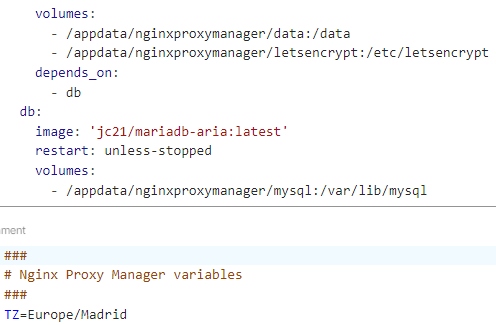 volumes:
- /appdata/nginxproxymanager/data:/data
- /appdata/nginxproxymanager/letsencrypt:/etc/letsencrypt
depends_on:
- db
db:
image: 'jc21/mariadb-aria:latest'
restart: unless-stopped
volumes:
- /appdata/nginxproxymanager/mysql:/var/lib/mysql
ment
###
# Nginx Proxy Manager variables
###
TZ=Europe/Madrid